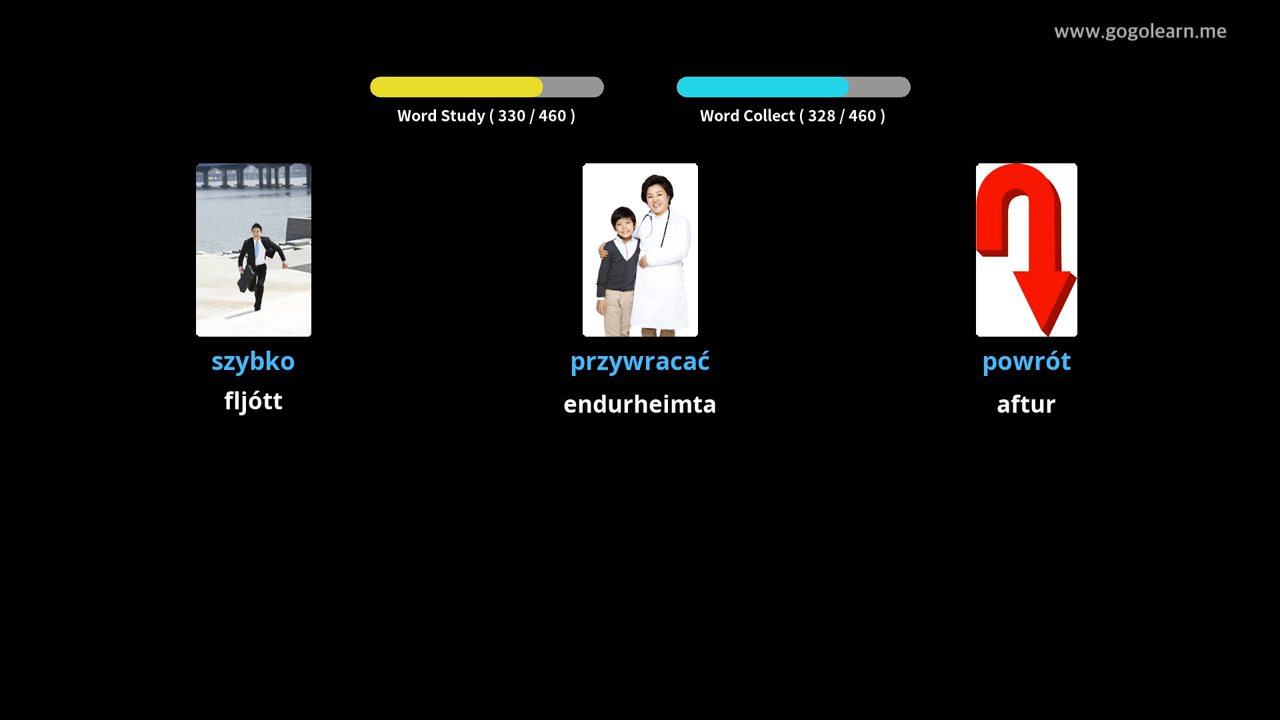 www.gogolearn.me
Word Study ( 330 / 460 )
Word Collect ( 328 / 460 )
szybko
przywracać
powrót
fljótt
endurheimta
aftur